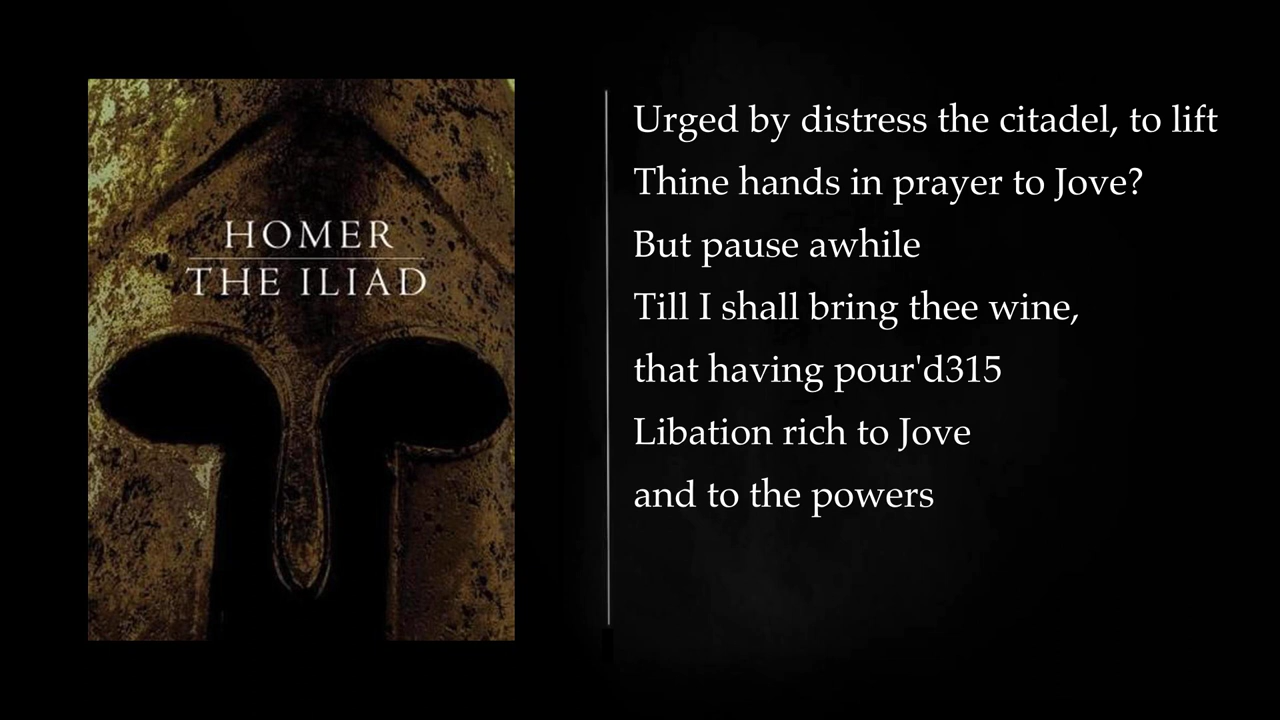 HOMER
THE ILIAD
Urged by distress the citadel, to lift
Thine hands in prayer to Jove?
But pause awhile
Till I shall bring thee wine,
that having pour'd315
Libation rich to Jove
and to the powers